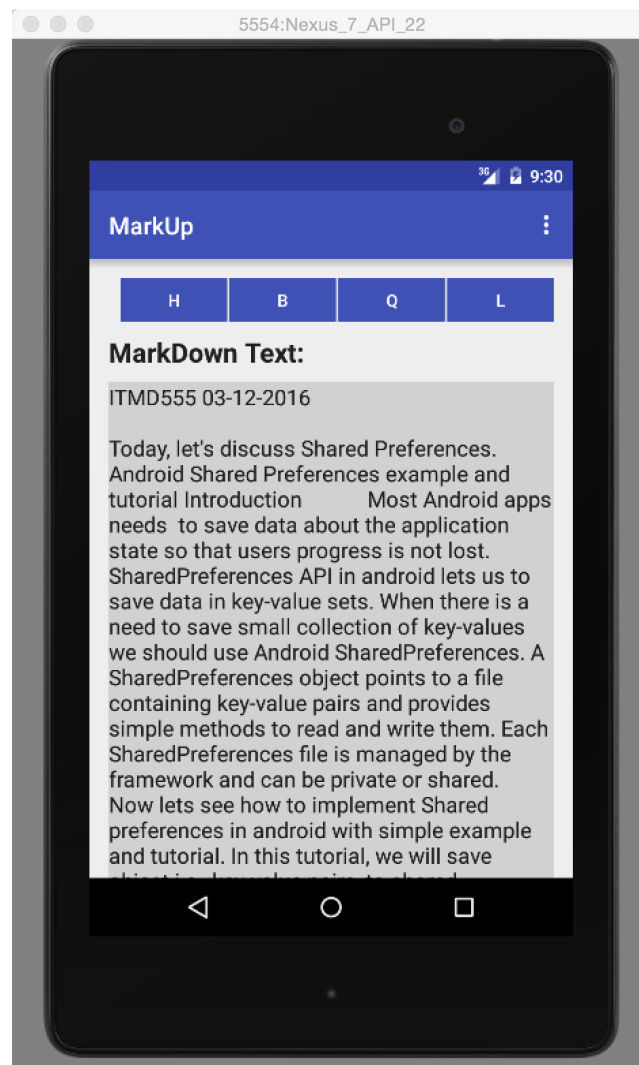 5554:Nexus_7_API_22
3G 9:30
MarkUp
H B Q L
MarkDown Text:
ITMD555 03-12-2016
Today, let's discuss Shared Preferences.
Android Shared Preferences example and
tutorial Introduction Most Android apps
needs to save data about the application
state so that users progress is not lost.
SharedPreferences API in android lets us to
save data in key-value sets. When there is a
need to save small collection of key-values
we should use Android SharedPreferences. A
SharedPreferences object points to a file
containing key-value pairs and provides
simple methods to read and write them. Each
SharedPreferences file is managed by the
framework and can be private or shared.
Now lets see how to implement Shared
preferences in android with simple example
and tutorial. In this tutorial, we will save